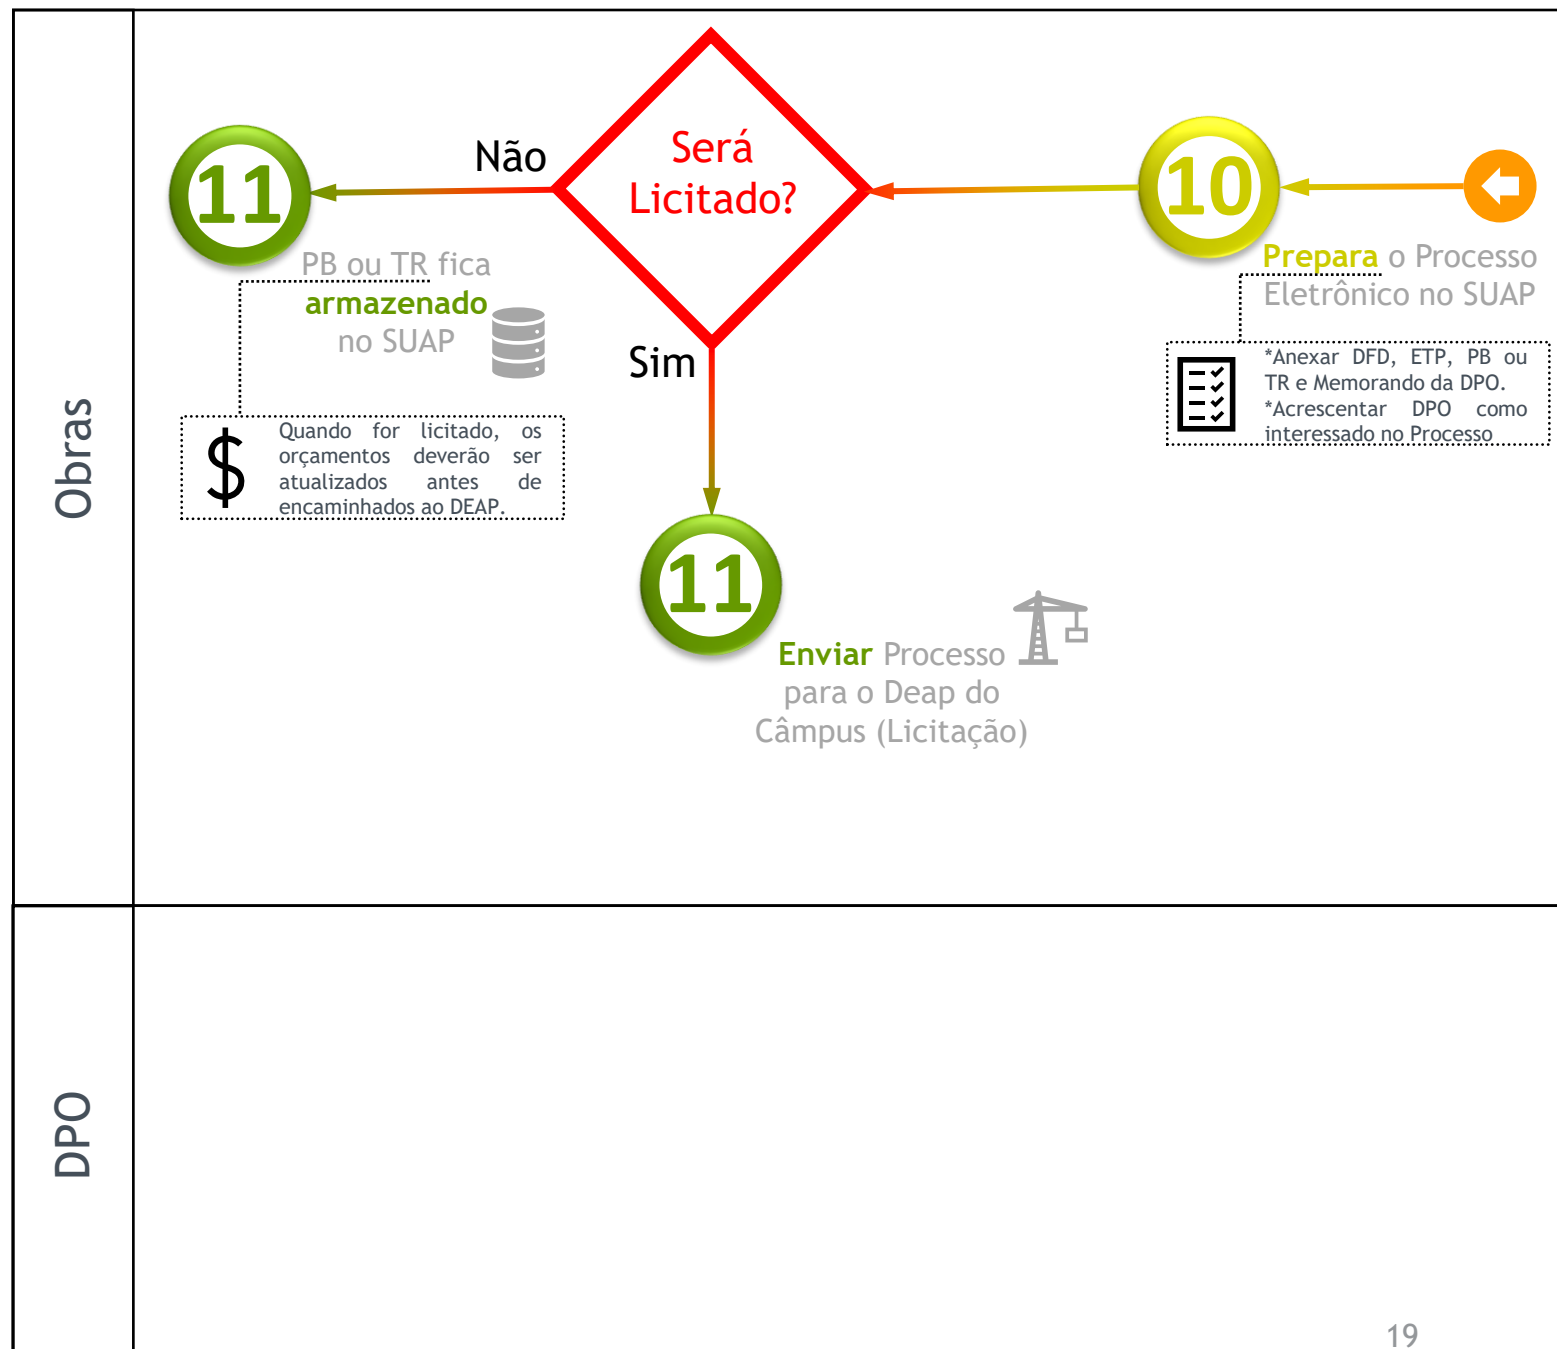 Obras
11
Não
Será
Licitado?
10
PB ou TR fica
armazenado
no SUAP
Prepara o Processo
Eletrônico no SUAP
Sim
*Anexar DFD, ETP, PB ou
TR e Memorando da DPO.
*Acrescentar DPO como
interessado no Processo
$
Quando for licitado, os
orçamentos deverão ser
atualizados antes de
encaminhados ao DEAP.
11
Enviar Processo
para o Deap do
Câmpus (Licitação)
DPO
19